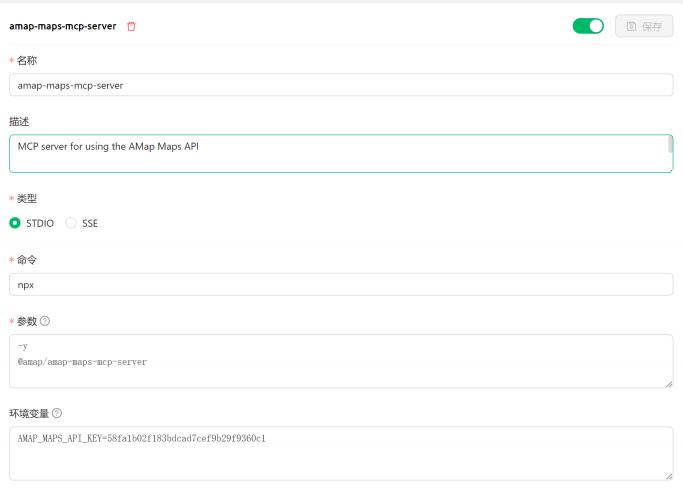 amap-maps-mcp-server
保存
* 名称
amap-maps-mcp-server
描述
MCP server for using the AMap Maps API
* 类型
STDIO SSE
* 命令
npx
* 参数 ?
-y
@amap/amap-maps-mcp-server
环境变量 ?
AMAP_MAPS_API_KEY=58fa1b02f183bdcad7cef9b29f9360c1